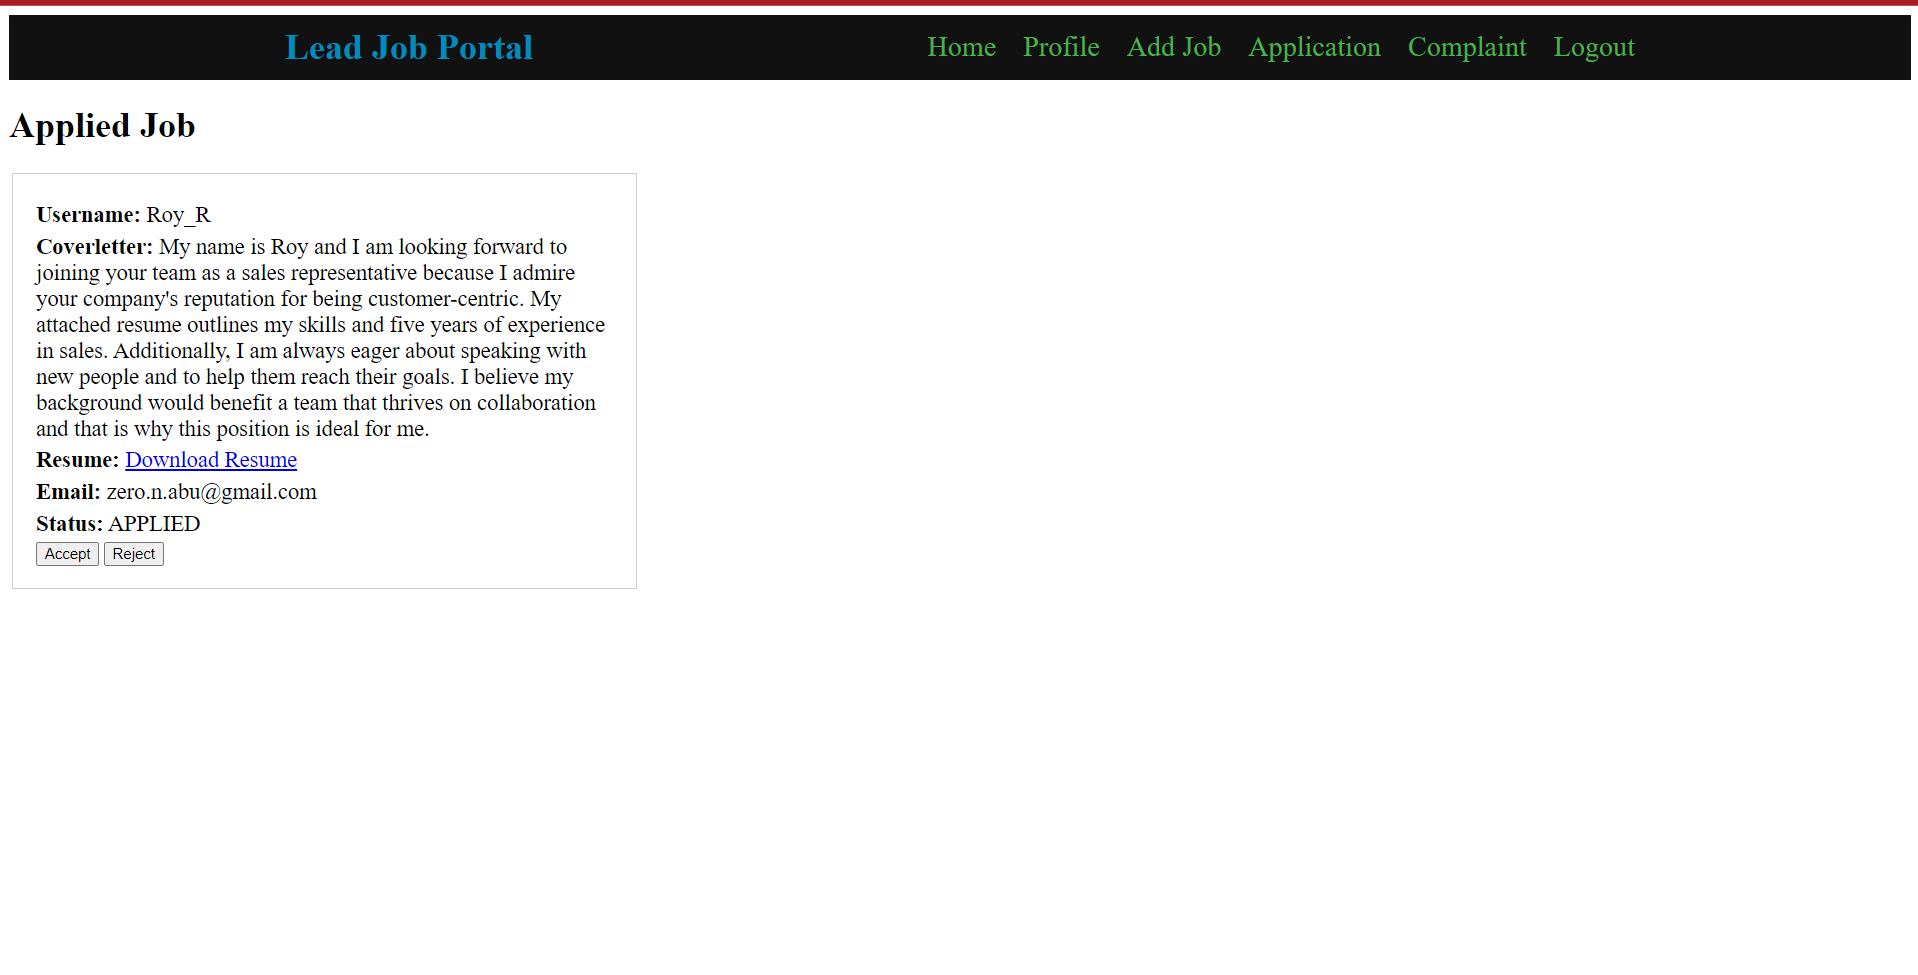 Lead Job Portal Home Profile Add Job Application Complaint Logout
Applied Job
Username: Roy_R
Coverletter: My name is Roy and I am looking forward to
joining your team as a sales representative because I admire
your company's reputation for being customer-centric. My
attached resume outlines my skills and five years of experience
in sales. Additionally, I am always eager about speaking with
new people and to help them reach their goals. I believe my
background would benefit a team that thrives on collaboration
and that is why this position is ideal for me.
Resume: Download Resume
Email: zero.n.abu@gmail.com
Status: APPLIED
Accept Reject